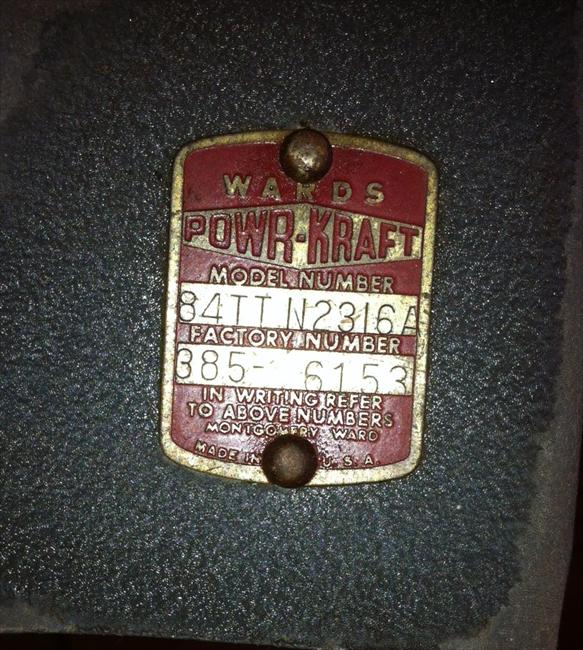 WARDS
POWR-KRAFT
MODEL NUMBER
84TT N2316A
FACTORY NUMBER
385- 6153
IN WRITING REFER
TO ABOVE NUMBERS
MONTGOMERY WARD
MADE IN U.S.A.